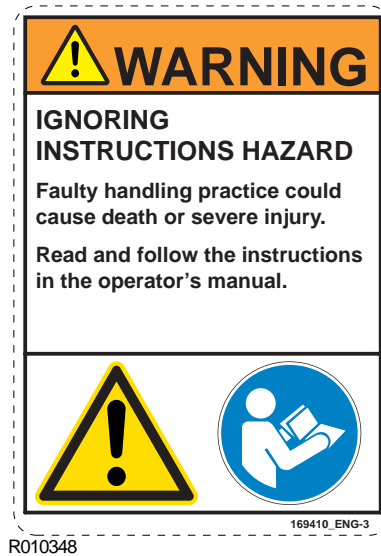 WARNING
IGNORING
INSTRUCTIONS HAZARD
Faulty handling practice could
cause death or severe injury.
Read and follow the instructions
in the operator’s manual.
169410_ENG-3
R010348